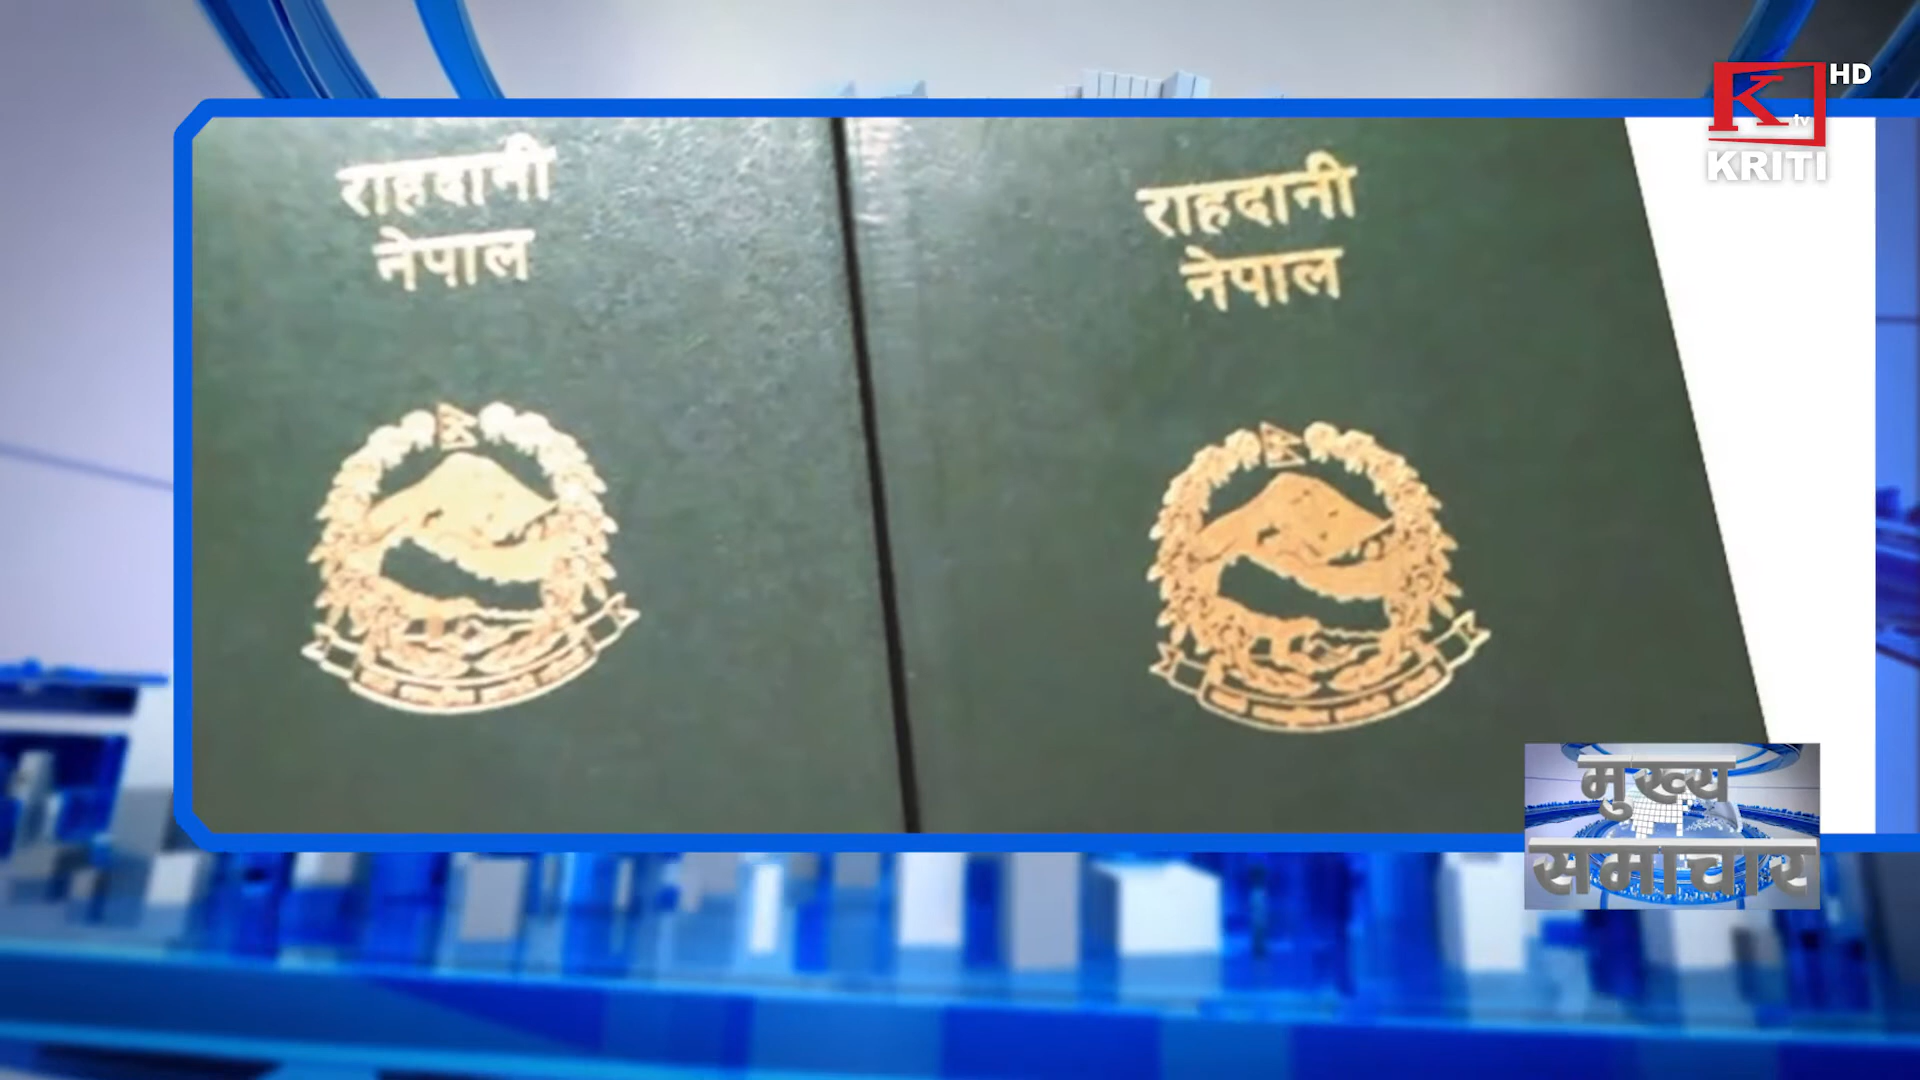 HD
K
tv
KRITI
राहदानी
नेपाल
राहदानी
नेपाल
मुख्य
समाचार